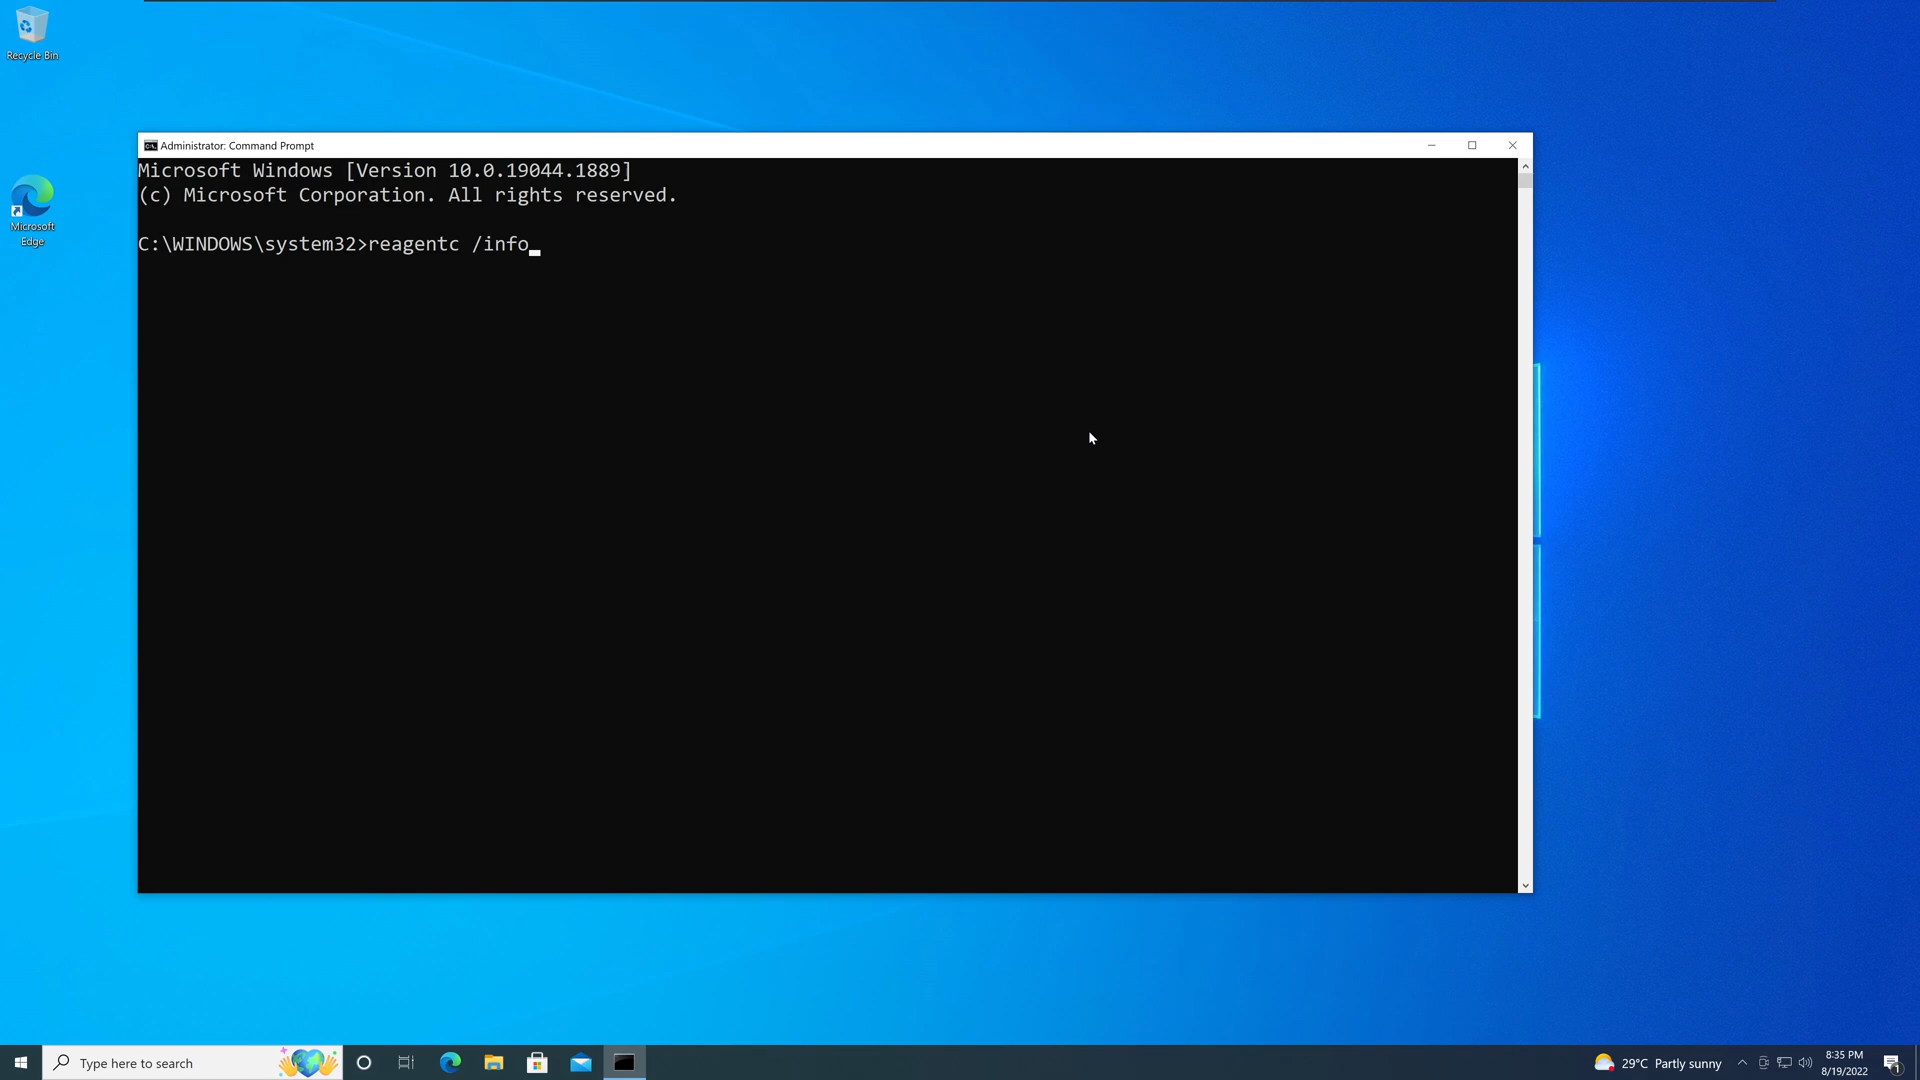 Recycle Bin
Microsoft
Edge
Administrator: Command Prompt
Microsoft Windows [Version 10.0.19044.1889]
(c) Microsoft Corporation. All rights reserved.
C:\WINDOWS\system32>reagentc /info
Type here to search
29°C Partly sunny
8:35 PM
8/19/2022
1